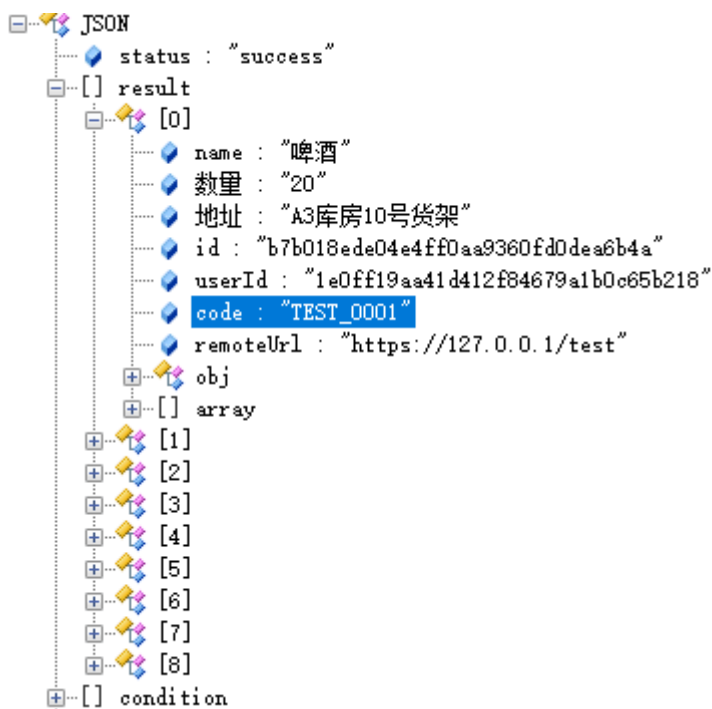 JSON
status : "success"
[] result
[0]
name : "啤酒"
数量 : "20"
地址 : "A3库房10号货架"
id : "b7b018ede04e4ff0aa9360fd0dea6b4a"
userId : "1e0ff19aa41d412f84679a1b0c65b218"
code : "TEST_0001"
remoteUrl : "https://127.0.0.1/test"
obj
[] array
[1]
[2]
[3]
[4]
[5]
[6]
[7]
[8]
[] condition